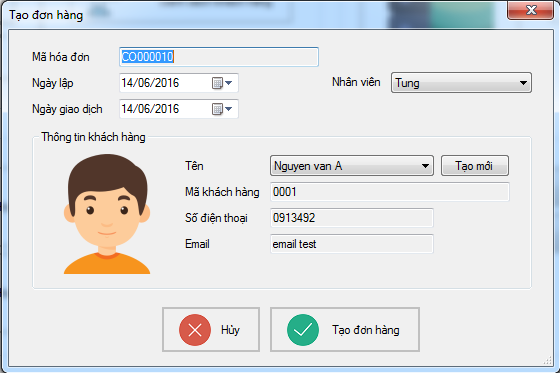 Tạo đơn hàng
Mã hóa đơn CO000010
Ngày lập 14/06/2016 Nhân viên Tung
Ngày giao dịch 14/06/2016
Thông tin khách hàng
Tên Nguyen van A Tạo mới
Mã khách hàng 0001
Số điện thoại 0913492
Email email test
Hủy Tạo đơn hàng